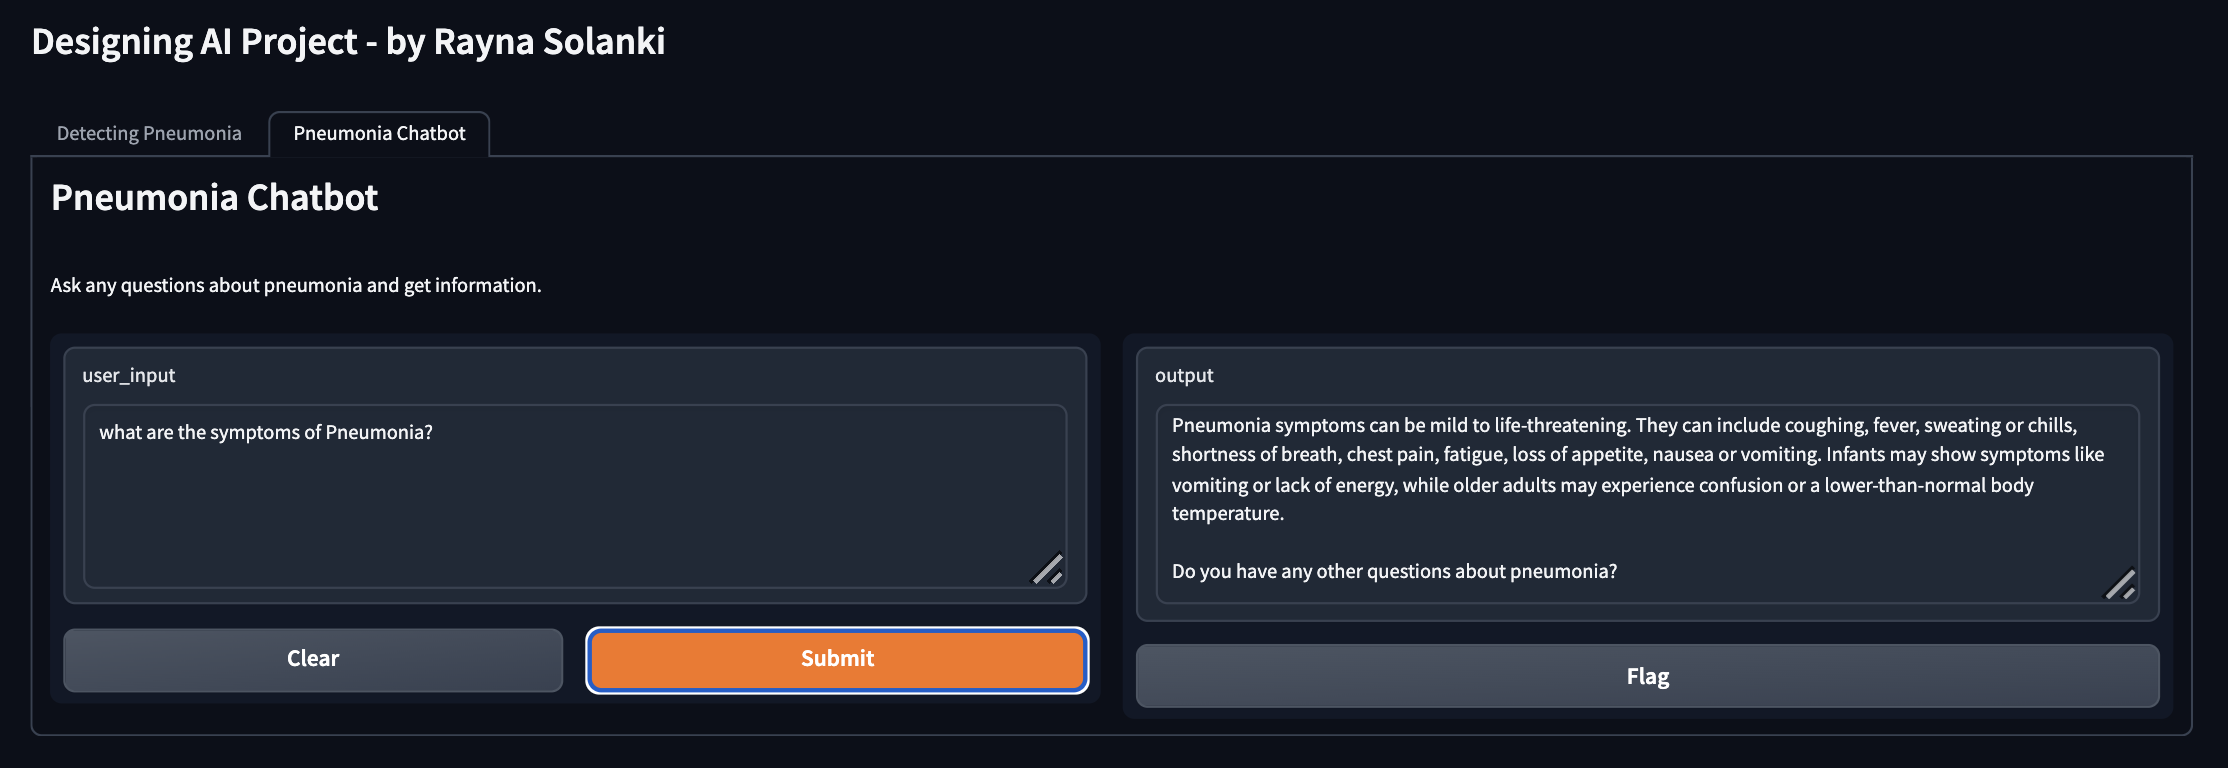 Designing AI Project - by Rayna Solanki
Detecting Pneumonia
Pneumonia Chatbot
Pneumonia Chatbot
Ask any questions about pneumonia and get information.
user_input
what are the symptoms of Pneumonia?
Clear
Submit
output
Pneumonia symptoms can be mild to life-threatening. They can include coughing, fever, sweating or chills,
shortness of breath, chest pain, fatigue, loss of appetite, nausea or vomiting. Infants may show symptoms like
vomiting or lack of energy, while older adults may experience confusion or a lower-than-normal body
temperature.
Do you have any other questions about pneumonia?
Flag